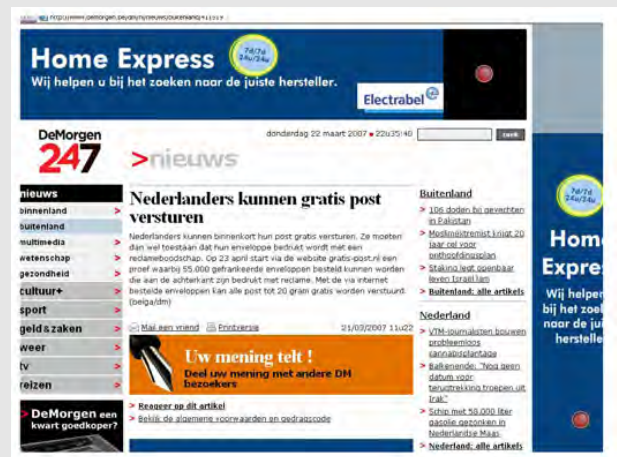 Home Express
7d/7d
24u/24u
Wij helpen u bij het zoeken naar de juiste hersteller.
Electrabel
DeMorgen
247
donderdag 22 maart 2007 22u35:40
zoek
>nieuws
nieuws
binnenland >
buitenland >
multimedia >
wetenschap >
gezondheid >
cultuur+ >
sport >
geld & zaken >
weer >
tv >
reizen >
> DeMorgen een
kwart goedkoper?
Nederlanders kunnen gratis post
versturen
Nederlanders kunnen binnenkort hun post gratis versturen. Ze moeten
dan wel toestaan dat hun enveloppe bedrukt wordt met een
reclameboodschap. Op 23 april start via de website gratis-post.nl een
proef waarbij 55.000 gefrankeerde enveloppen besteld kunnen worden
die aan de achterkant zijn bedrukt met reclame. Met de via internet
bestelde enveloppen kan alle post tot 20 gram gratis worden verstuurd.
(belga/dm)
Mail een vriend Printversie 21/03/2007 11u22
Uw mening telt !
Deel uw mening met andere DM
bezoekers
> Reageer op dit artikel
> Bekijk de algemene voorwaarden en gedragscode
Buitenland
> 106 doden bij gevechten
in Pakistan
> Moslimextremist krijgt 20
jaar cel voor
onthoofdingsplan
> Staking legt openbaar
leven Israel lam
> Buitenland: alle artikels
Nederland
> VTM-journalisten bouwen
probleemloos
cannabisplantage
> Balkenende: "Nog geen
datum voor
terugtrekking troepen uit
Irak"
> Schip met 50.000 liter
gasolie gezonken in
Nederlandse Maas
> Nederland: alle artikels
7d/7d
24u/24u
Hom
Expre
Wij helpe
bij het zoe
naar de jui
herstelle